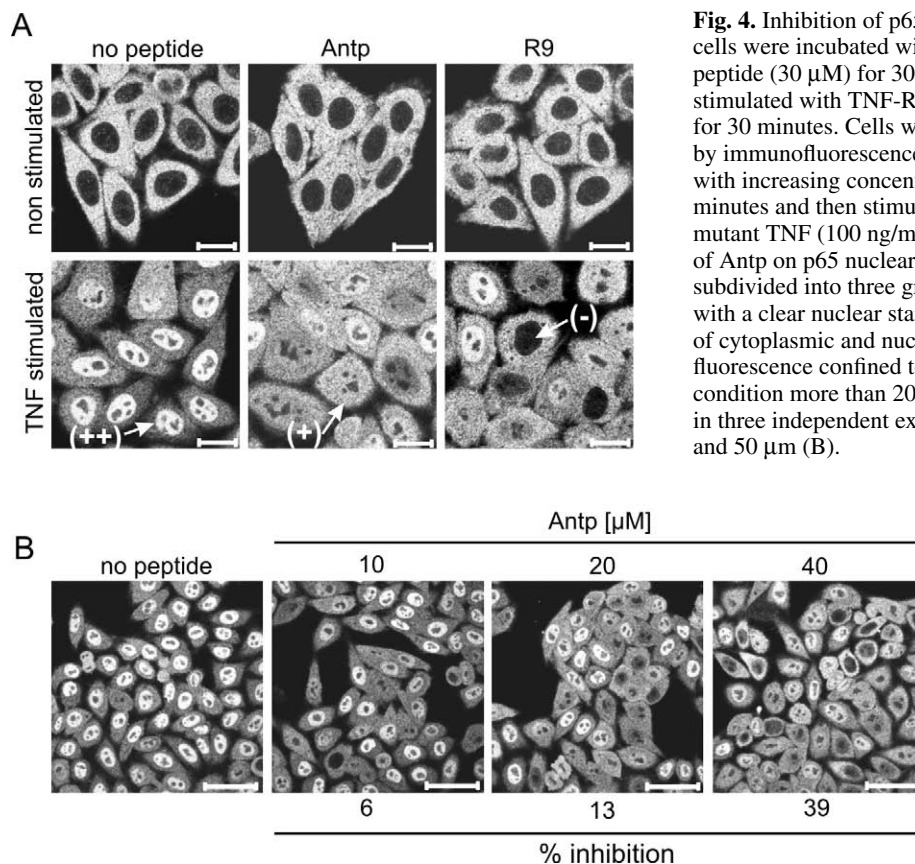 A
no peptide Antp R9
non stimulated
TNF stimulated
(++)
(+)
(-)
Fig. 4. Inhibition of p65
cells were incubated wi
peptide (30 μM) for 30
stimulated with TNF-R
for 30 minutes. Cells w
by immunofluorescence
with increasing concent
minutes and then stimu
mutant TNF (100 ng/m
of Antp on p65 nuclear
subdivided into three gr
with a clear nuclear sta
of cytoplasmic and nuc
fluorescence confined t
condition more than 20
in three independent ex
and 50 μm (B).
B
Antp [μM]
no peptide 10 20 40
6 13 39
% inhibition